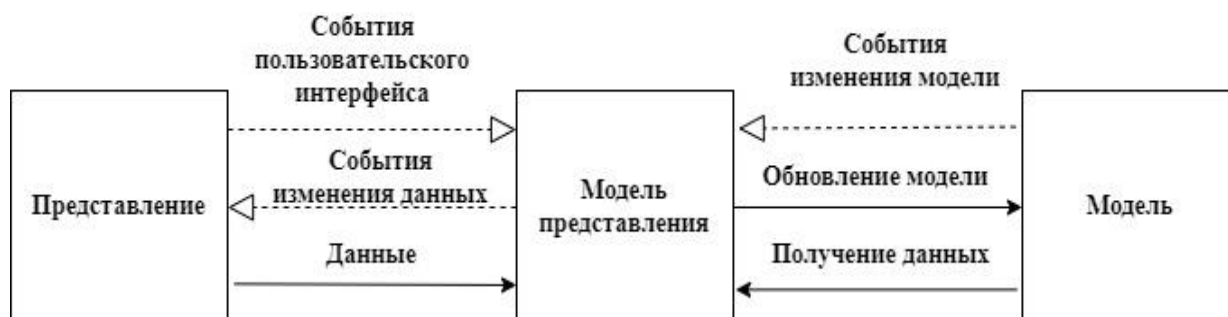 События
пользовательского
интерфейса
События
изменения модели
События
изменения данных
Обновление модели
Представление
Модель
представления
Модель
Данные
Получение данных